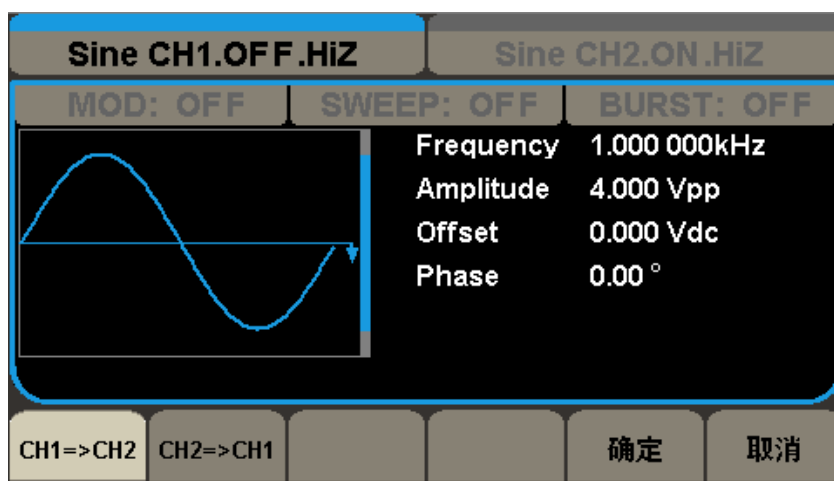 Sine CH1.OFF.HiZ Sine CH2.ON.HiZ
MOD: OFF SWEEP: OFF BURST: OFF
Frequency 1.000 000kHz
Amplitude 4.000 Vpp
Offset 0.000 Vdc
Phase 0.00 °
CH1=>CH2 CH2=>CH1 确定 取消